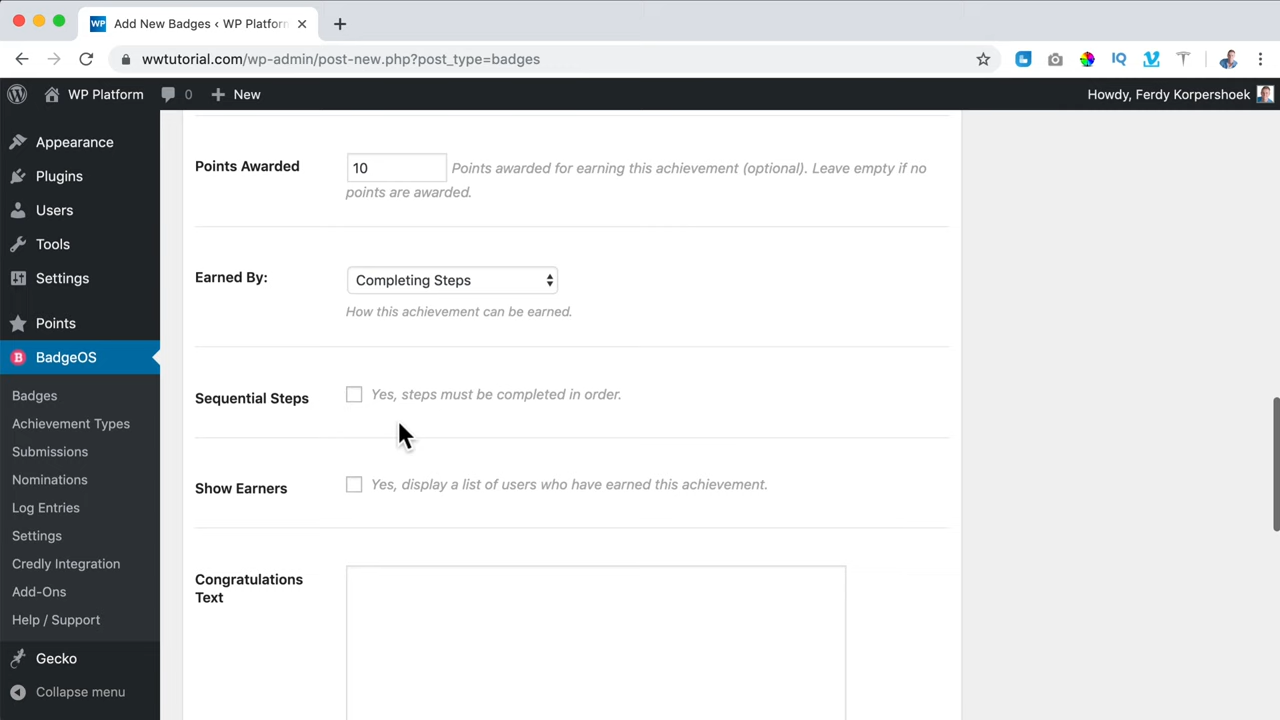 WP Add New Badges < WP Platform
wwtutorial.com/wp-admin/post-new.php?post_type=badges
WP Platform 0 New Howdy, Ferdy Korpershoek
Appearance
Plugins
Users
Tools
Settings
Points
BadgeOS
Badges
Achievement Types
Submissions
Nominations
Log Entries
Settings
Credly Integration
Add-Ons
Help / Support
Gecko
Collapse menu
Points Awarded 10 Points awarded for earning this achievement (optional). Leave empty if no
points are awarded.
Earned By: Completing Steps
How this achievement can be earned.
Sequential Steps Yes, steps must be completed in order.
Show Earners Yes, display a list of users who have earned this achievement.
Congratulations
Text